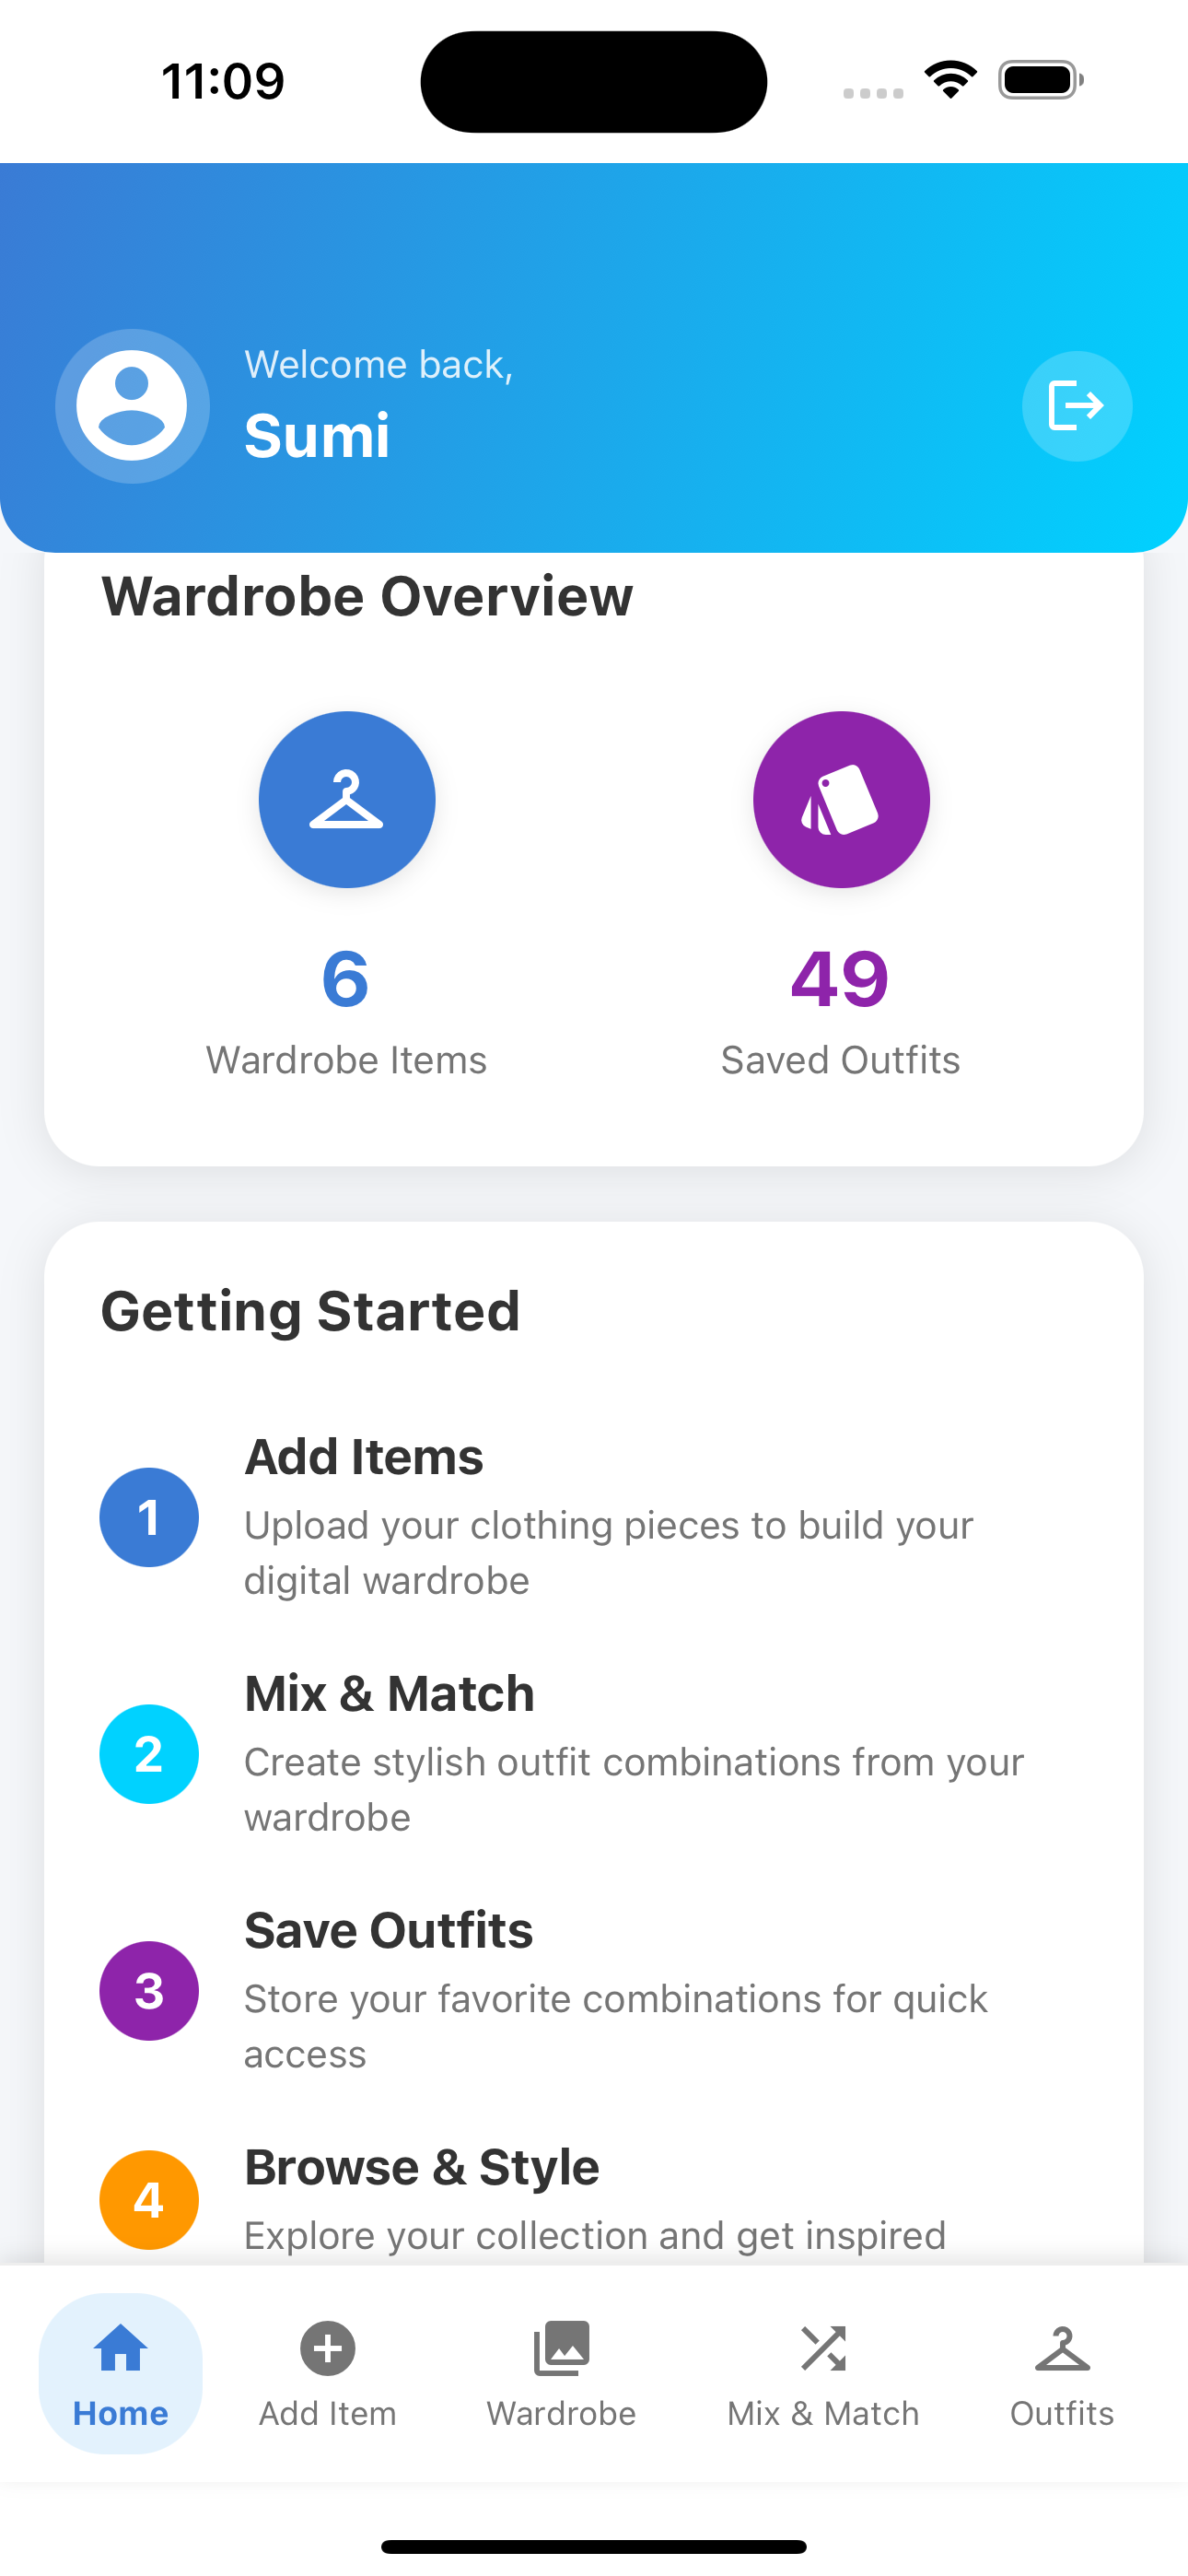 11:09
Welcome back,
Sumi
Wardrobe Overview
6
Wardrobe Items
49
Saved Outfits
Getting Started
1
Add Items
Upload your clothing pieces to build your
digital wardrobe
2
Mix & Match
Create stylish outfit combinations from your
wardrobe
3
Save Outfits
Store your favorite combinations for quick
access
4
Browse & Style
Explore your collection and get inspired
Home
Add Item
Wardrobe
Mix & Match
Outfits